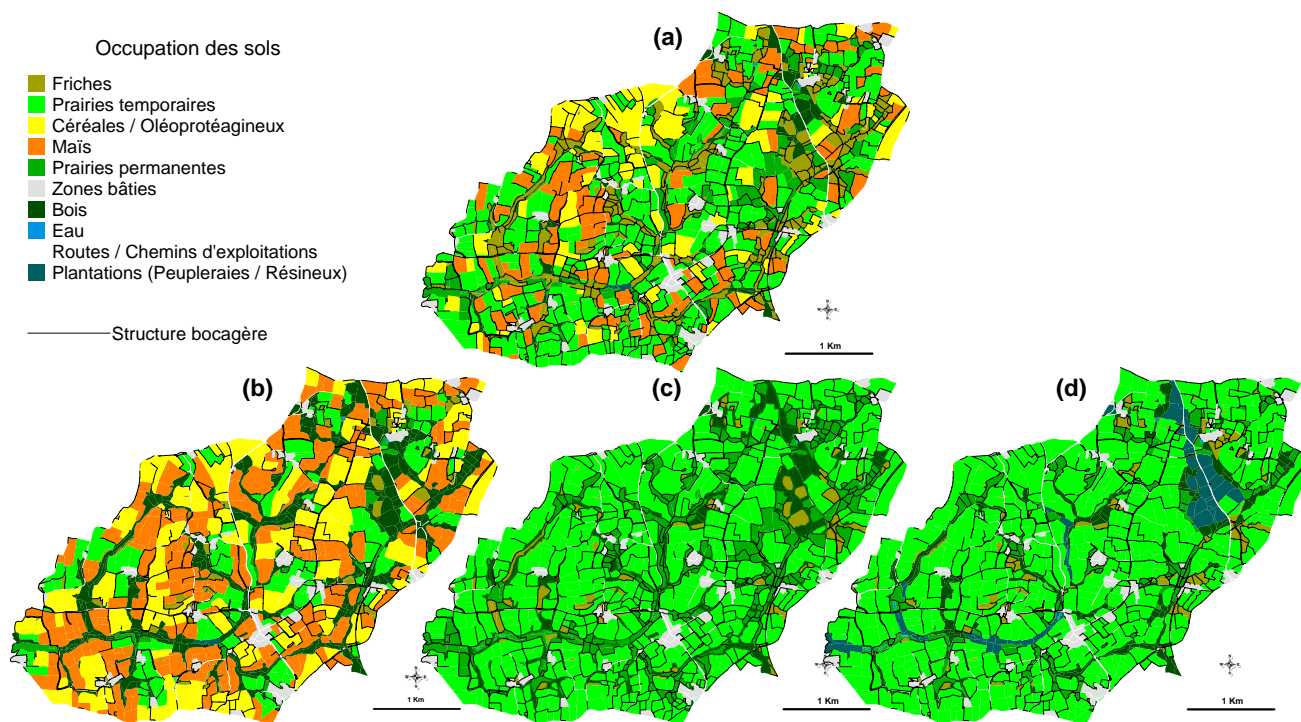 Occupation des sols
Friches
Prairies temporaires
Céréales / Oléoprotéagineux
Maïs
Prairies permanentes
Zones bâties
Bois
Eau
Routes / Chemins d'exploitations
Plantations (Peupleraies / Résineux)
Structure bocagère
(a)
1 Km
(b)
(c)
(d)
1 Km
1 Km
1 Km